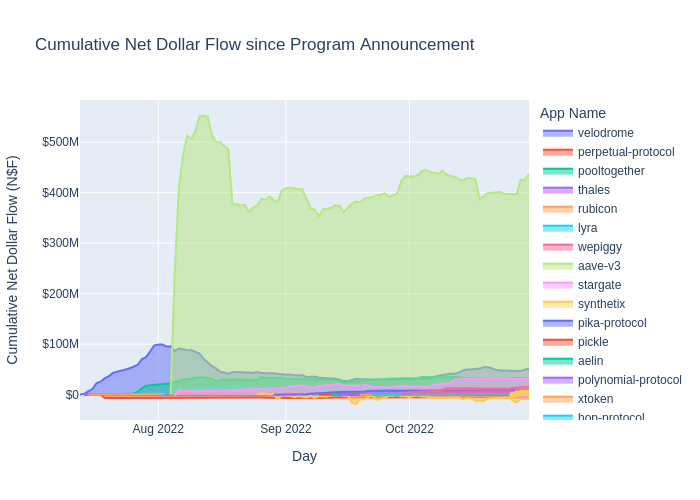 Cumulative Net Dollar Flow since Program Announcement
Cumulative Net Dollar Flow (N$F)
$500M
$400M
$300M
$200M
$100M
$0
Aug 2022
Sep 2022
Oct 2022
Day
App Name
velodrome
perpetual-protocol
pooltogether
thales
rubicon
lyra
wepiggy
aave-v3
stargate
synthetix
pika-protocol
pickle
aelin
polynomial-protocol
xtoken
hop-protocol